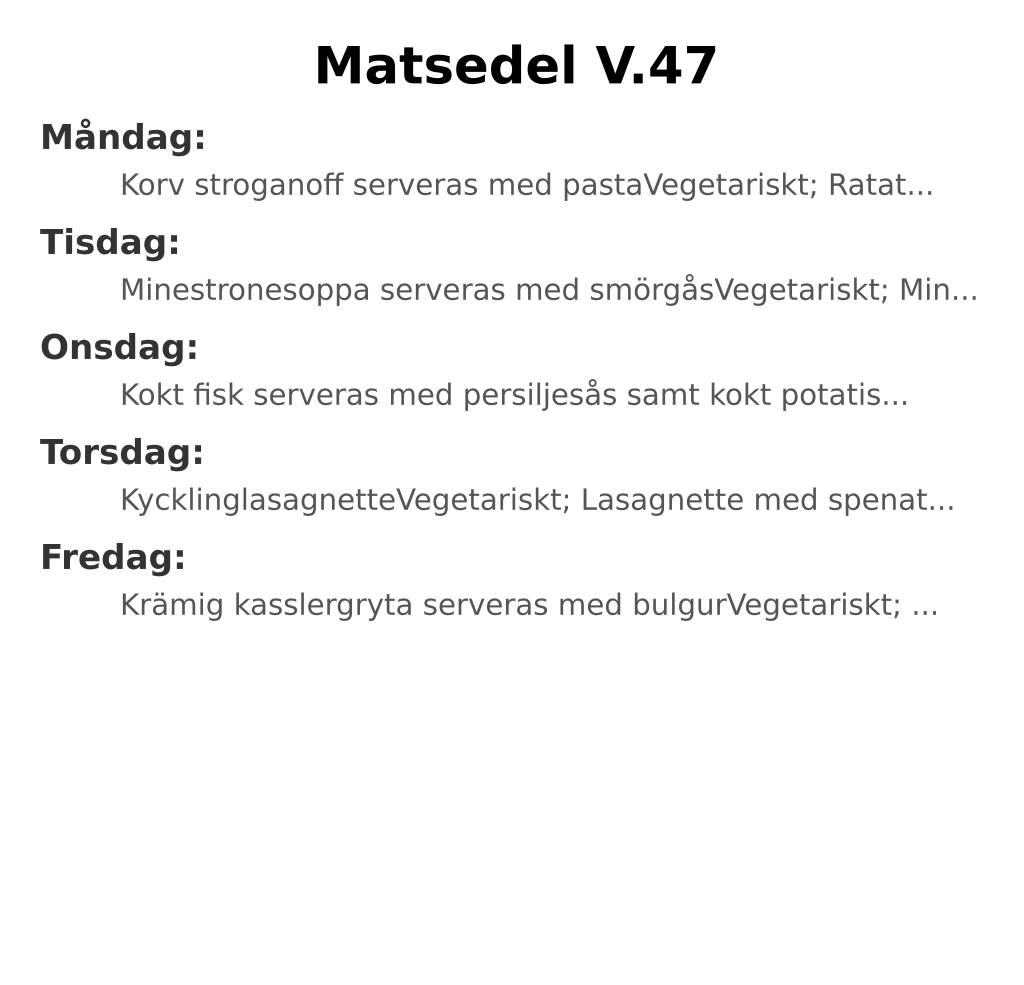 Matsedel V.47
Måndag:
Korv stroganoff serveras med pastaVegetariskt; Ratat...
Tisdag:
Minestronesoppa serveras med smörgåsVegetariskt; Min...
Onsdag:
Kokt fisk serveras med persiljesås samt kokt potatis...
Torsdag:
KycklinglasagnetteVegetariskt; Lasagnette med spenat...
Fredag:
Krämig kasslergryta serveras med bulgurVegetariskt; ...